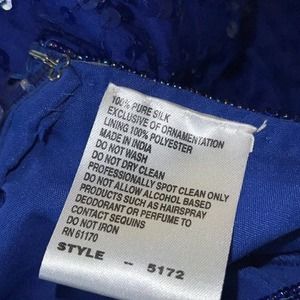 100% PURE SILK
EXCLUSIVE OF ORNAMENTATION
LINING 100% POLYESTER
MADE IN INDIA
DO NOT WASH
DO NOT DRY CLEAN
PROFESSIONALLY SPOT CLEAN ONLY
DO NOT ALLOW ALCOHOL BASED
PRODUCTS SUCH AS HAIRSPRAY
DEODORANT OR PERFUME TO
CONTACT SEQUINS
DO NOT IRON
RN 61170
STYLE -- 5172